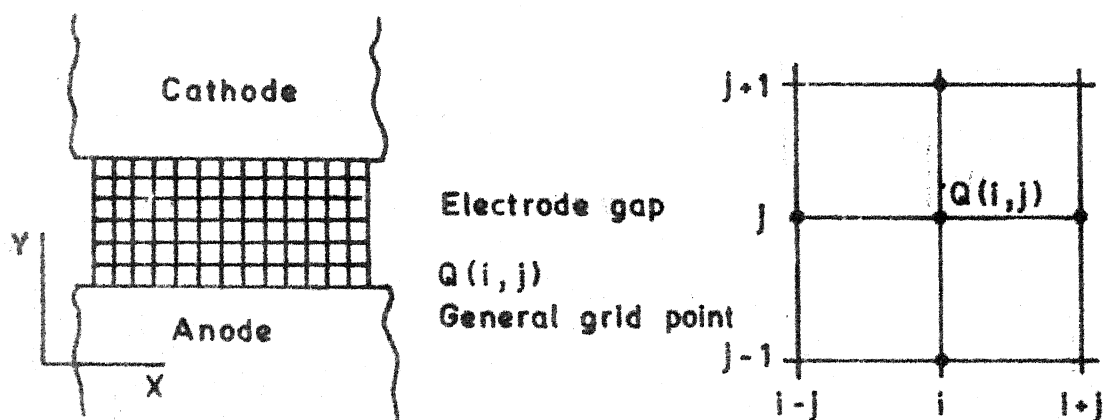 Cathode
Electrode gap
Q(i,j)
General grid point
Anode
Y
X
j+1
Q(i,j)
j
j-1
i-j
i
i+j